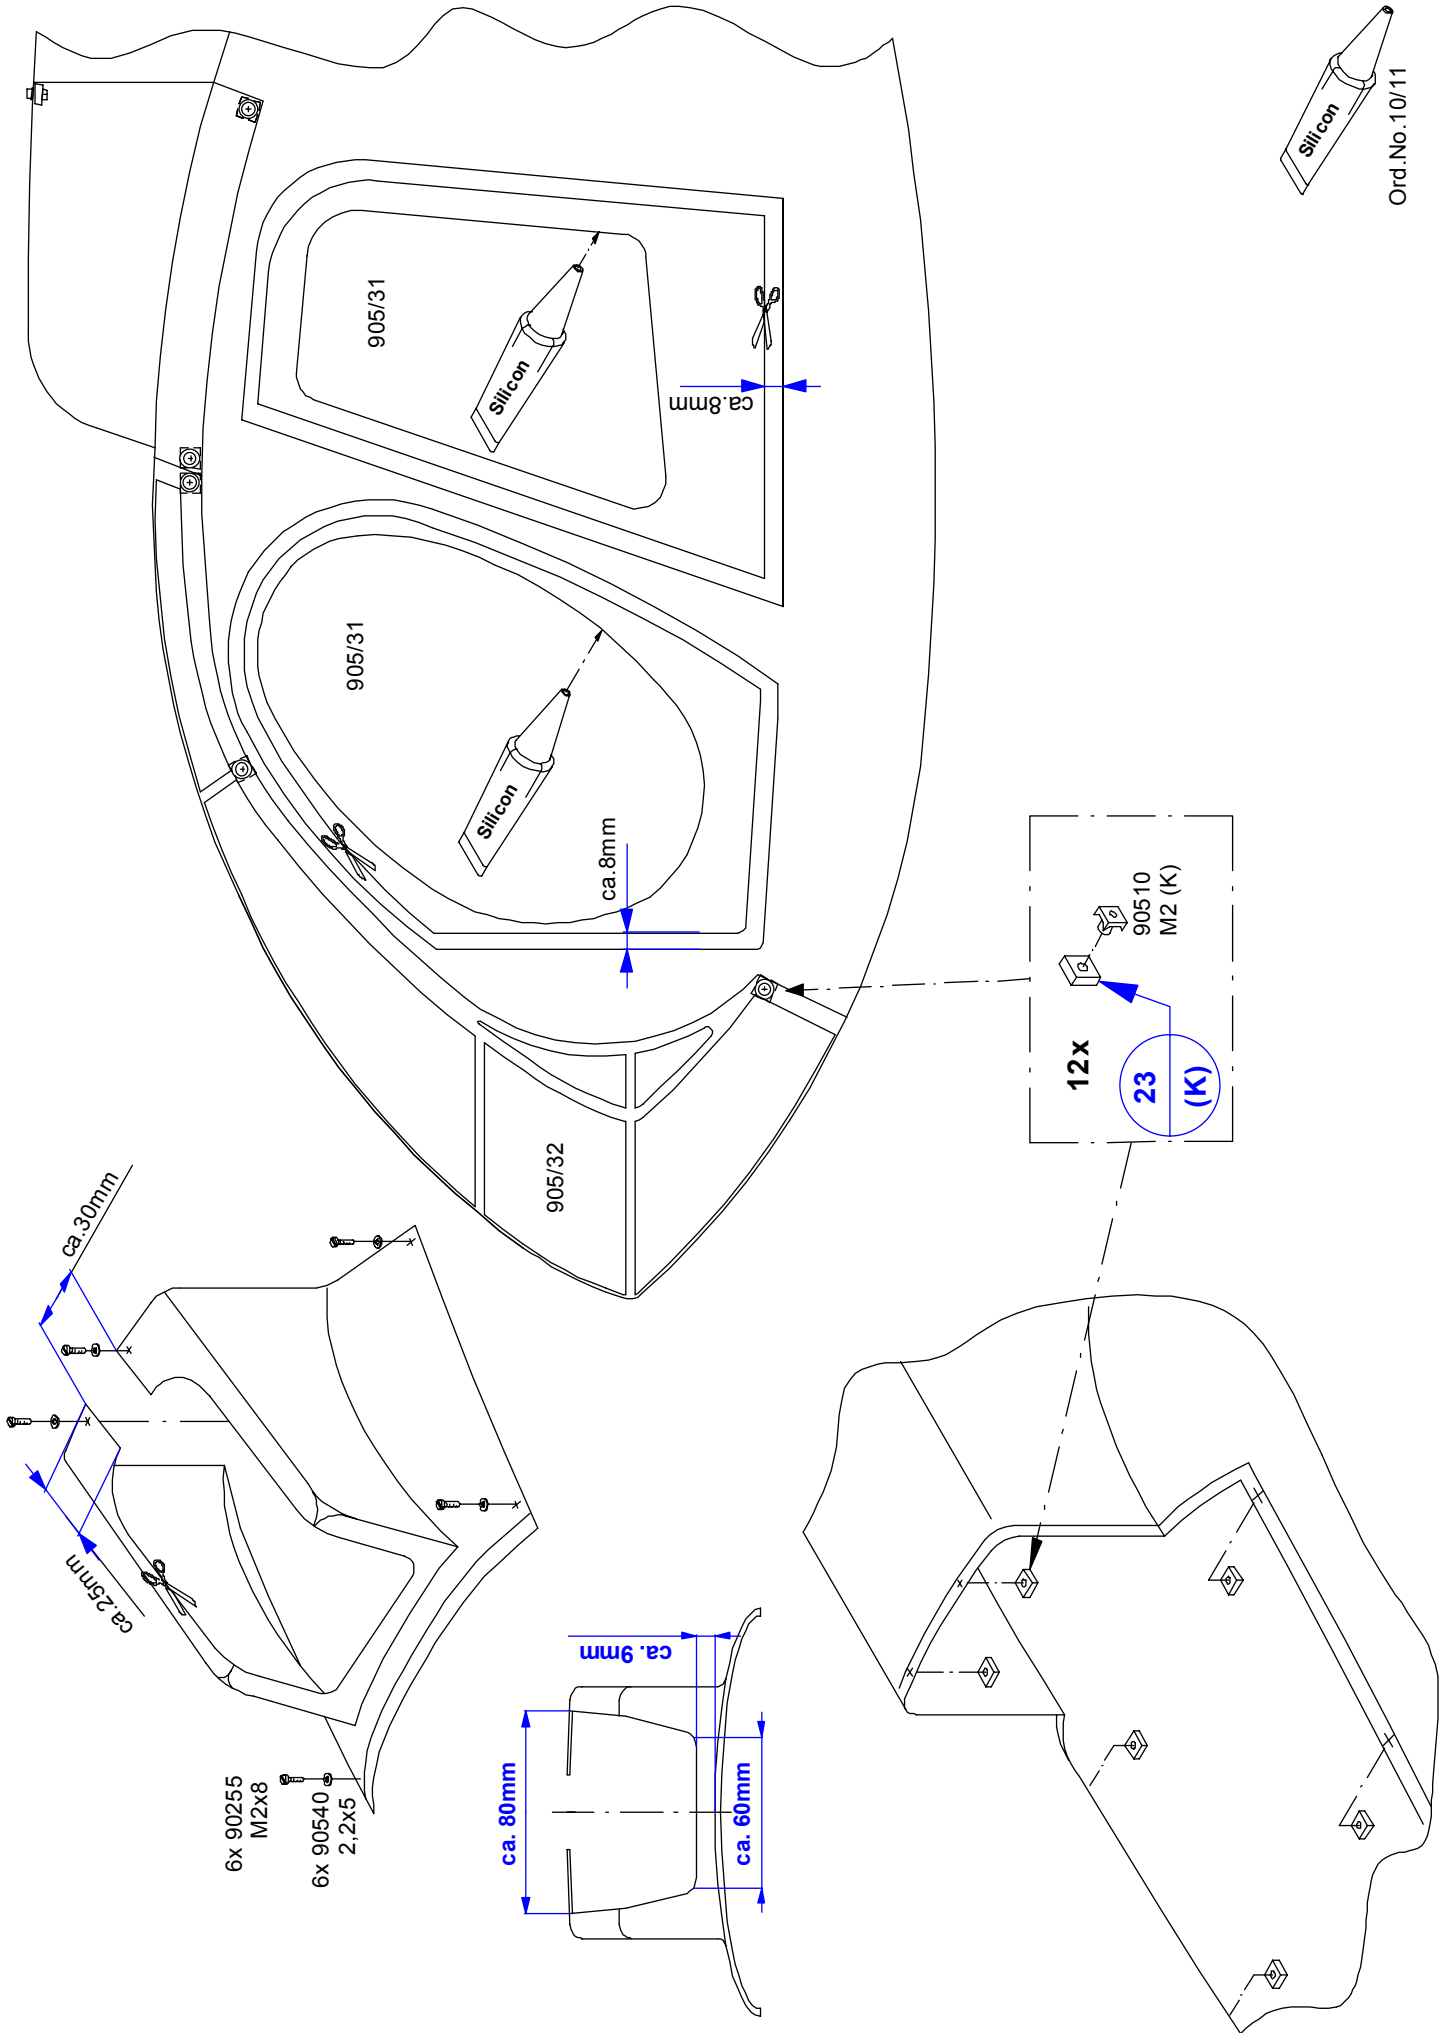 Silicon
Ord.No.10/11
905/31
Silicon
ca.8mm
905/31
Silicon
ca.8mm
90510
M2 (K)
12x
23
(K)
905/32
ca.30mm
ca.25mm
6x 90255
M2x8
6x 90540
2,2x5
ca. 9mm
ca. 80mm
ca. 60mm